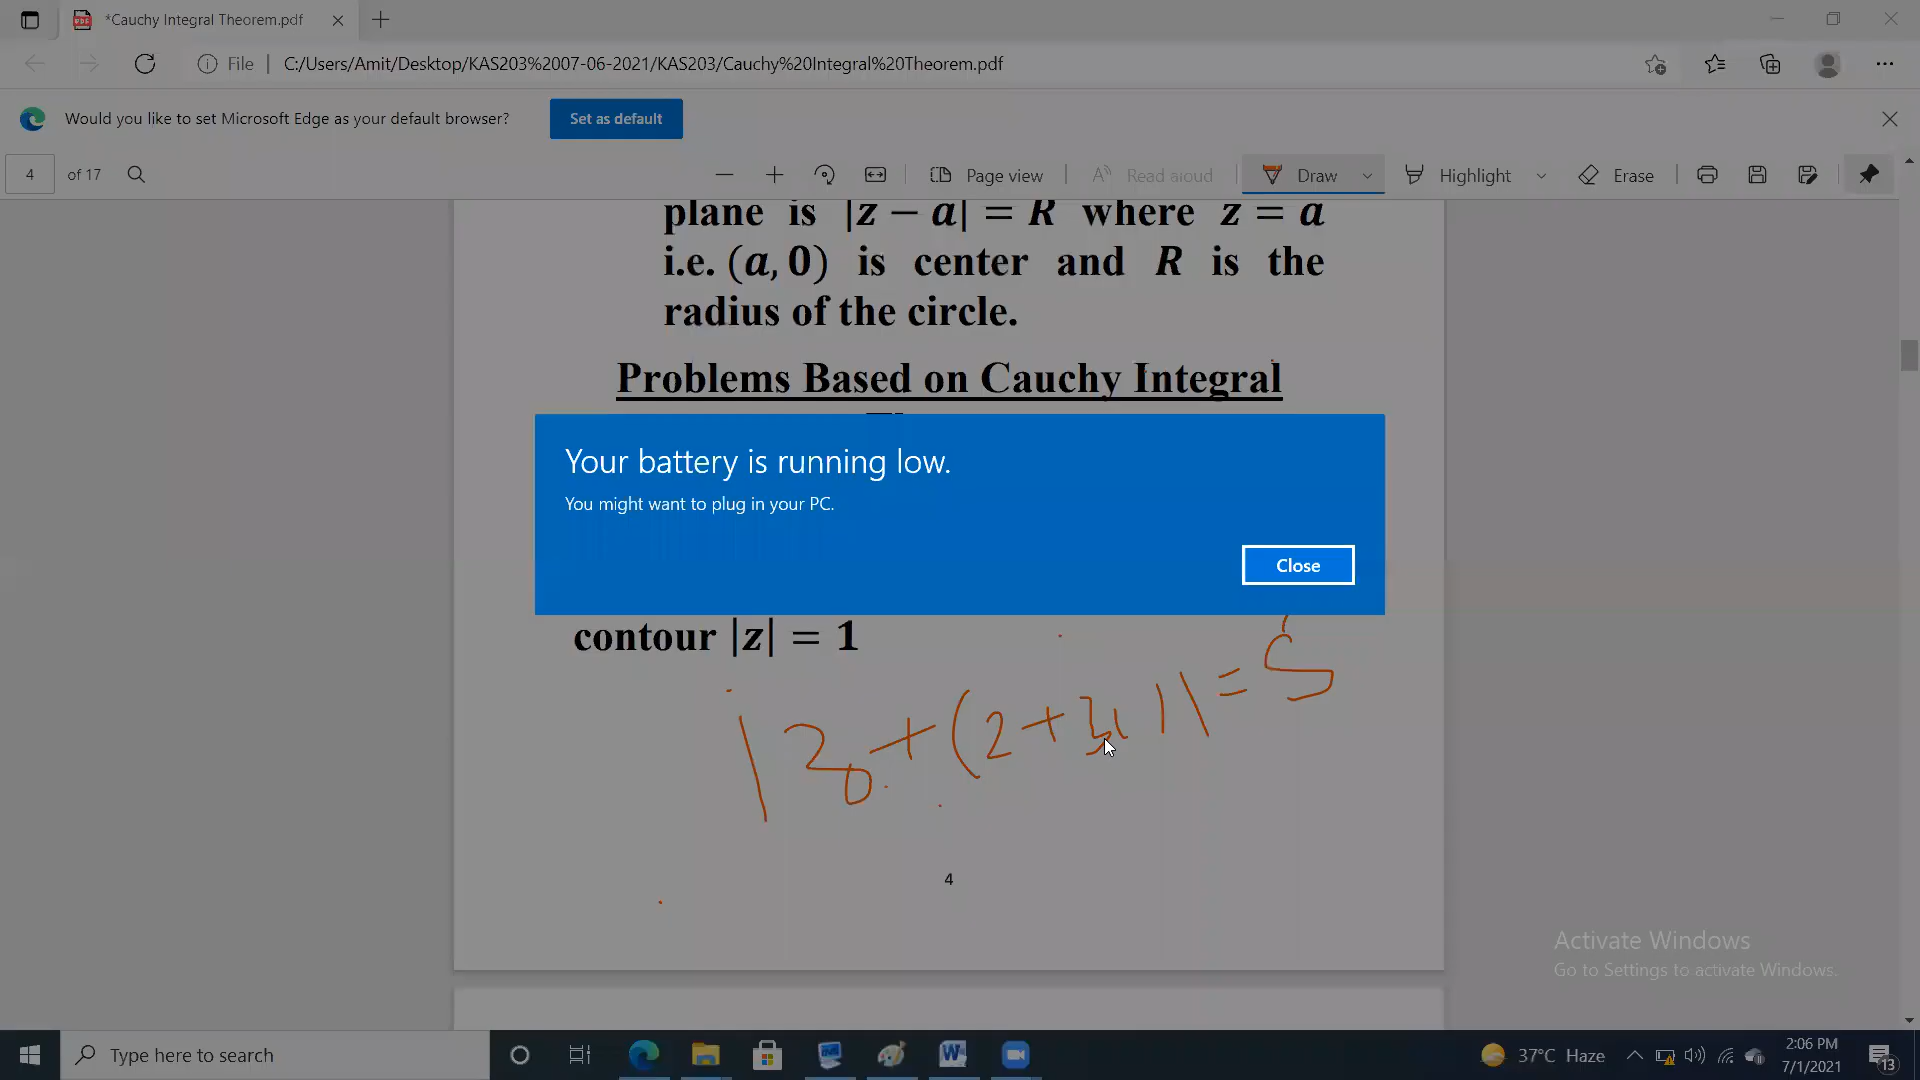 *Cauchy Integral Theorem.pdf
File | C:/Users/Amit/Desktop/KAS203%2007-06-2021/KAS203/Cauchy%20Integral%20Theorem.pdf
Would you like to set Microsoft Edge as your default browser? Set as default
4 of 17 Page view Read aloud Draw Highlight Erase
plane is |z − a| = R where z = a
i.e. (a, 0) is center and R is the
radius of the circle.
Problems Based on Cauchy Integral
Your battery is running low.
You might want to plug in your PC.
Close
contour |z| = 1
+ (2 + 3i)| = 5
4
Activate Windows
Go to Settings to activate Windows.
Type here to search
37°C Haze
2:06 PM
7/1/2021
13